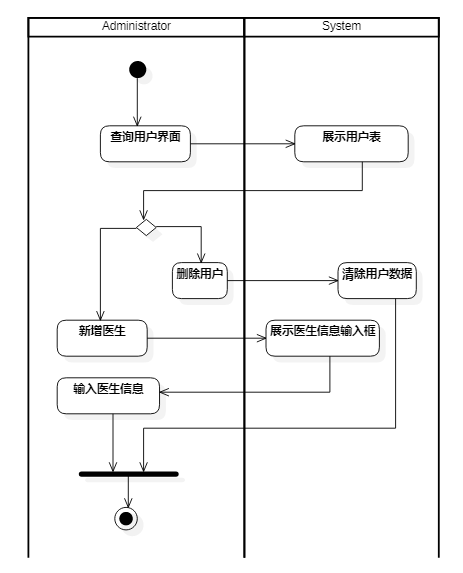 Administrator
System
查询用户界面
展示用户表
删除用户
清除用户数据
新增医生
展示医生信息输入框
输入医生信息